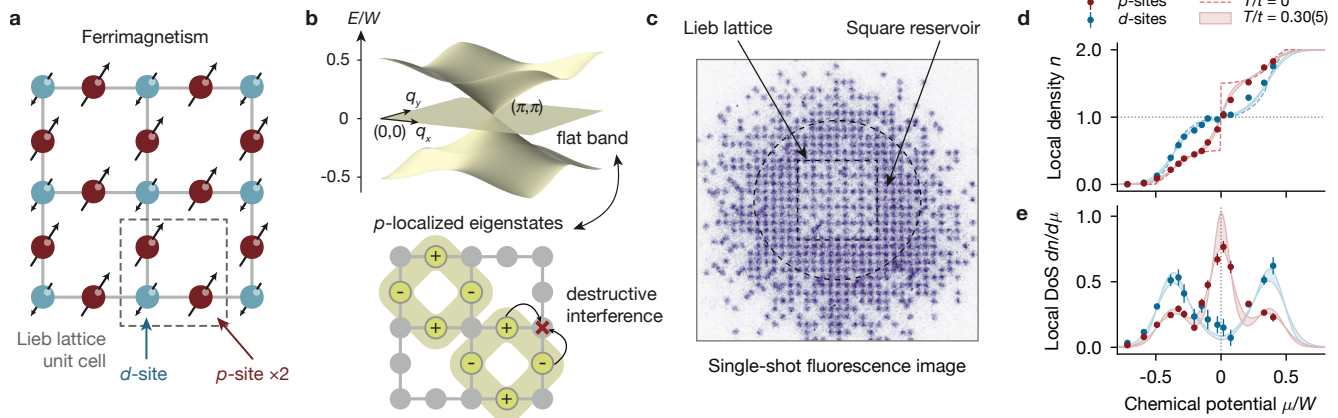 a
Ferrimagnetism
Lieb lattice
unit cell
d-site
p-site ×2
b
E/W
0.5
0
-0.5
q_y
(0,0)
q_x
(π,π)
flat band
p-localized eigenstates
+
-
-
+
+
-
-
+
destructive
interference
c
Lieb lattice
Square reservoir
Single-shot fluorescence image
d
p-sites
T/t = 0
d-sites
T/t = 0.30(5)
Local density n
2.0
1.0
0.0
e
Local DoS dn/dμ
1.0
0.5
0.0
-0.5
0
0.5
Chemical potential μ/W